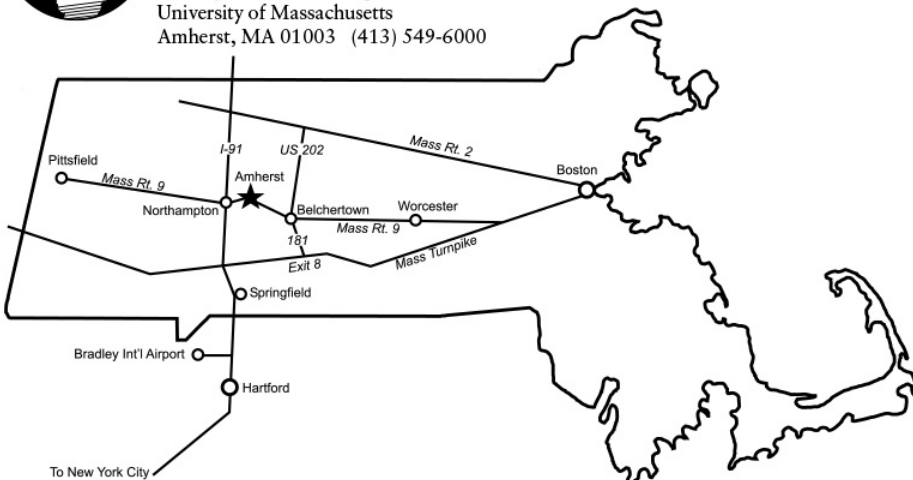 University of Massachusetts
Amherst, MA 01003 (413) 549-6000
I-91
US 202
Mass Rt. 2
Pittsfield
Mass Rt. 9
Amherst
Boston
Northampton
Belchertown
Worcester
Mass Rt. 9
181
Exit 8
Mass Turnpike
Springfield
Bradley Int'l Airport
Hartford
To New York City